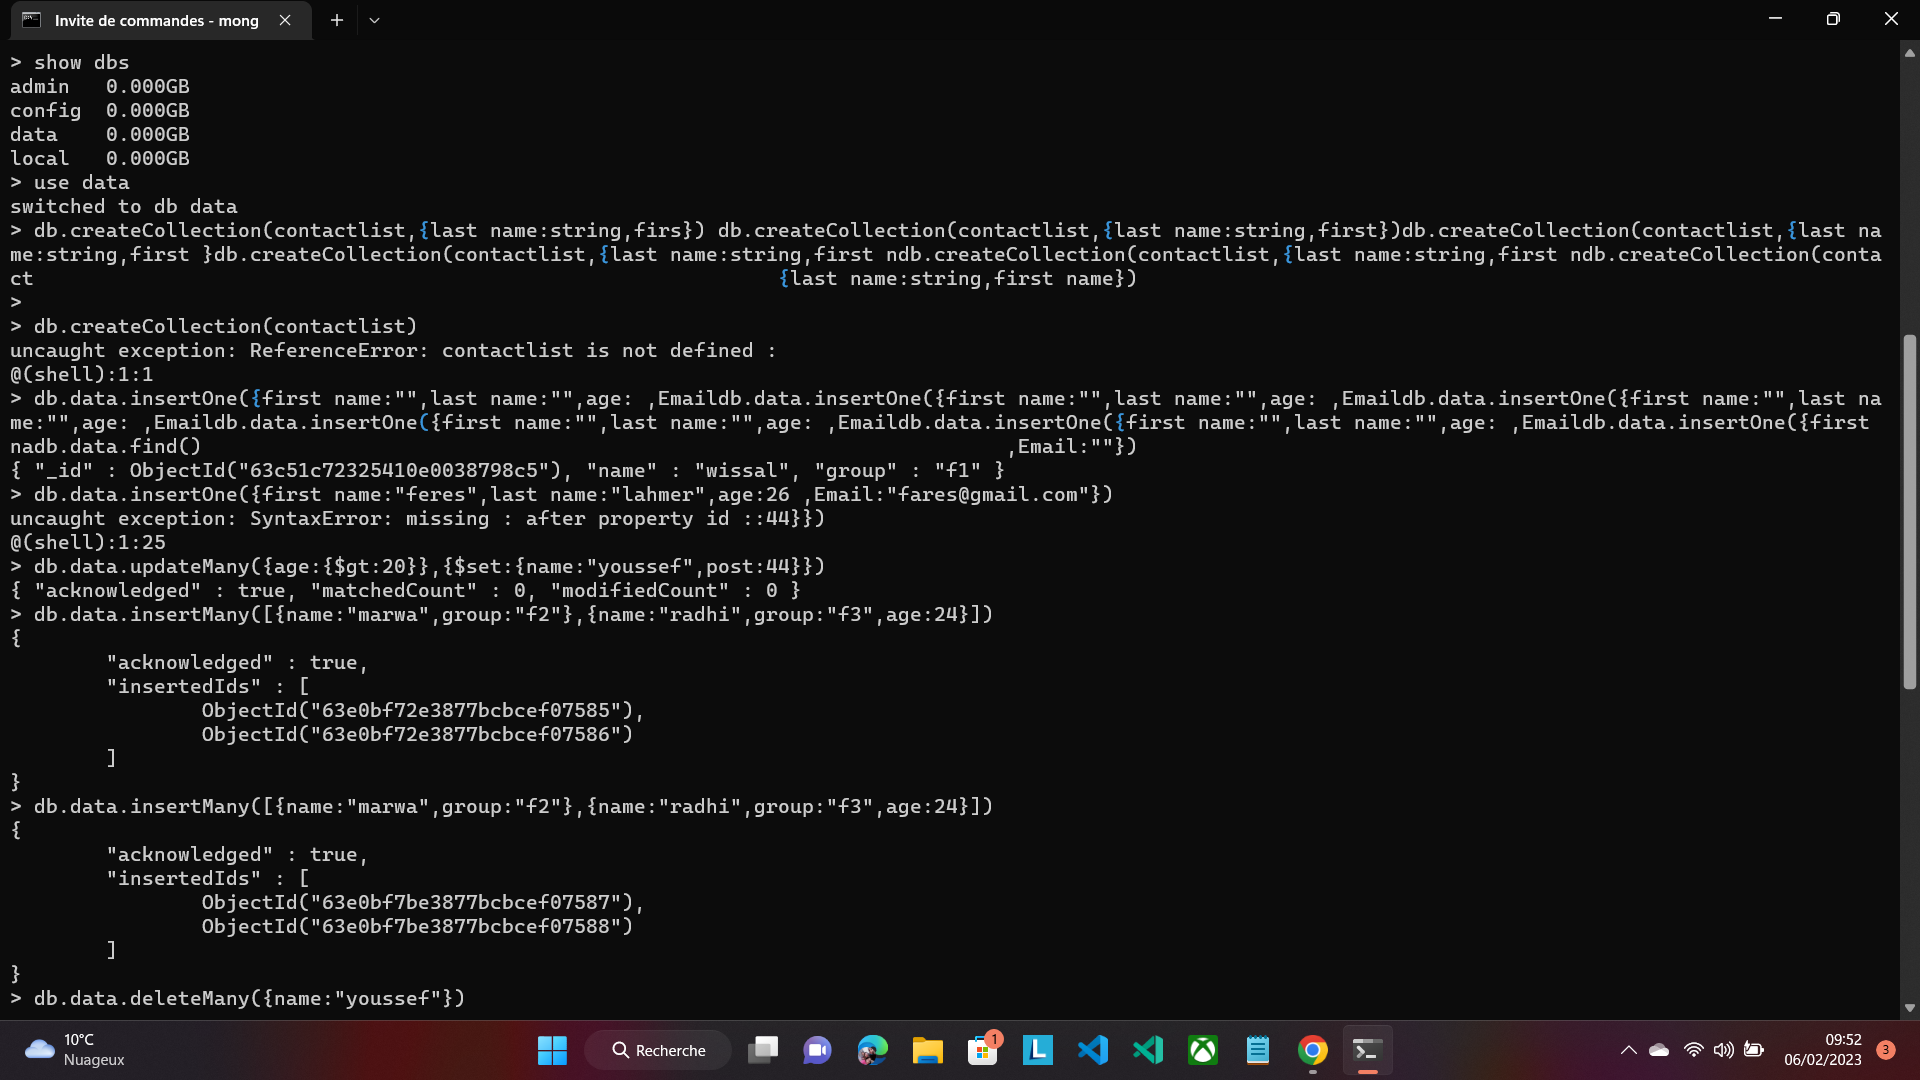 Invite de commandes - mong
> show dbs
admin   0.000GB
config  0.000GB
data    0.000GB
local   0.000GB
> use data
switched to db data
> db.createCollection(contactlist,{last name:string,firs}) db.createCollection(contactlist,{last name:string,first})db.createCollection(contactlist,{last na
me:string,first }db.createCollection(contactlist,{last name:string,first ndb.createCollection(contactlist,{last name:string,first ndb.createCollection(conta
ct                                                              {last name:string,first name})
>
> db.createCollection(contactlist)
uncaught exception: ReferenceError: contactlist is not defined :
@(shell):1:1
> db.data.insertOne({first name:"",last name:"",age: ,Emaildb.data.insertOne({first name:"",last name:"",age: ,Emaildb.data.insertOne({first name:"",last na
me:"",age: ,Emaildb.data.insertOne({first name:"",last name:"",age: ,Emaildb.data.insertOne({first name:"",last name:"",age: ,Emaildb.data.insertOne({first
nadb.data.find()                                                                   ,Email:""})
{ "_id" : ObjectId("63c51c72325410e0038798c5"), "name" : "wissal", "group" : "f1" }
> db.data.insertOne({first name:"feres",last name:"lahmer",age:26 ,Email:"fares@gmail.com"})
uncaught exception: SyntaxError: missing : after property id ::44}})
@(shell):1:25
> db.data.updateMany({age:{$gt:20}},{$set:{name:"youssef",post:44}})
{ "acknowledged" : true, "matchedCount" : 0, "modifiedCount" : 0 }
> db.data.insertMany([{name:"marwa",group:"f2"},{name:"radhi",group:"f3",age:24}])
{
        "acknowledged" : true,
        "insertedIds" : [
                ObjectId("63e0bf72e3877bcbcef07585"),
                ObjectId("63e0bf72e3877bcbcef07586")
        ]
}
> db.data.insertMany([{name:"marwa",group:"f2"},{name:"radhi",group:"f3",age:24}])
{
        "acknowledged" : true,
        "insertedIds" : [
                ObjectId("63e0bf7be3877bcbcef07587"),
                ObjectId("63e0bf7be3877bcbcef07588")
        ]
}
> db.data.deleteMany({name:"youssef"})
10°C
Nuageux
Recherche
1
L
09:52
06/02/2023
3